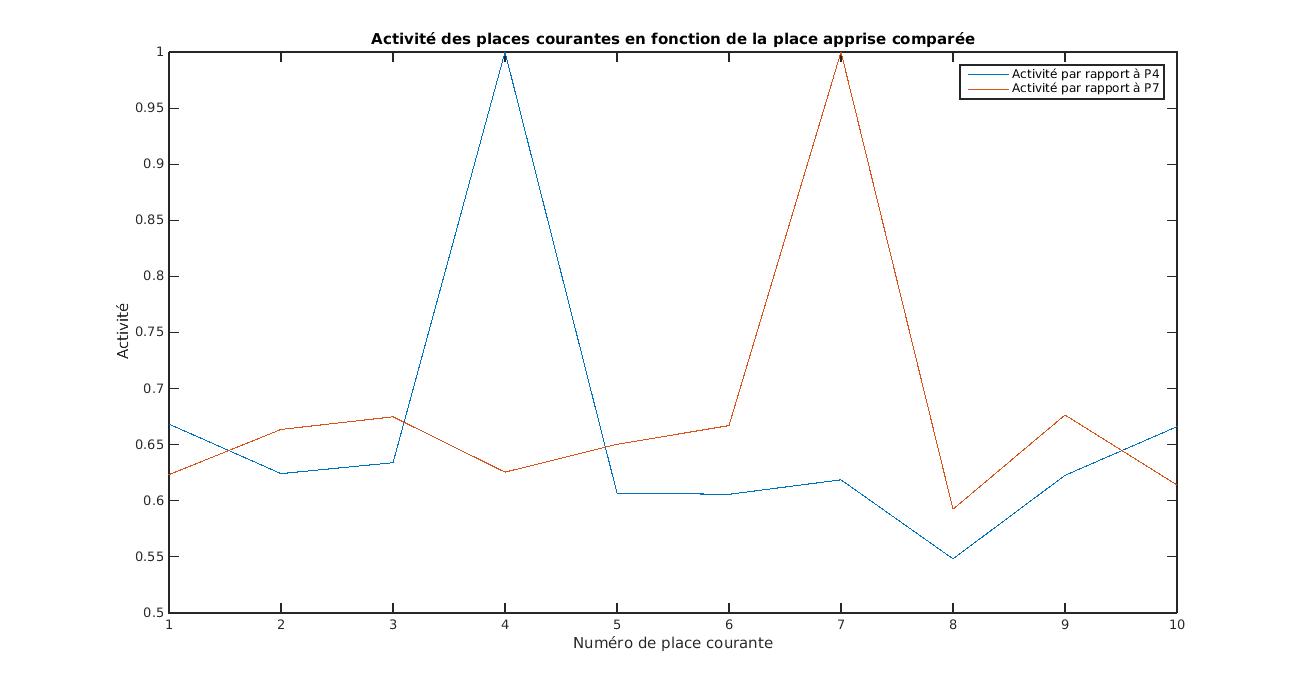 Activité des places courantes en fonction de la place apprise comparée
1
Activité par rapport à P4
Activité par rapport à P7
0.95
0.9
0.85
0.8
0.75
Activité
0.7
0.65
0.6
0.55
0.5
1 2 3 4 5 6 7 8 9 10
Numéro de place courante